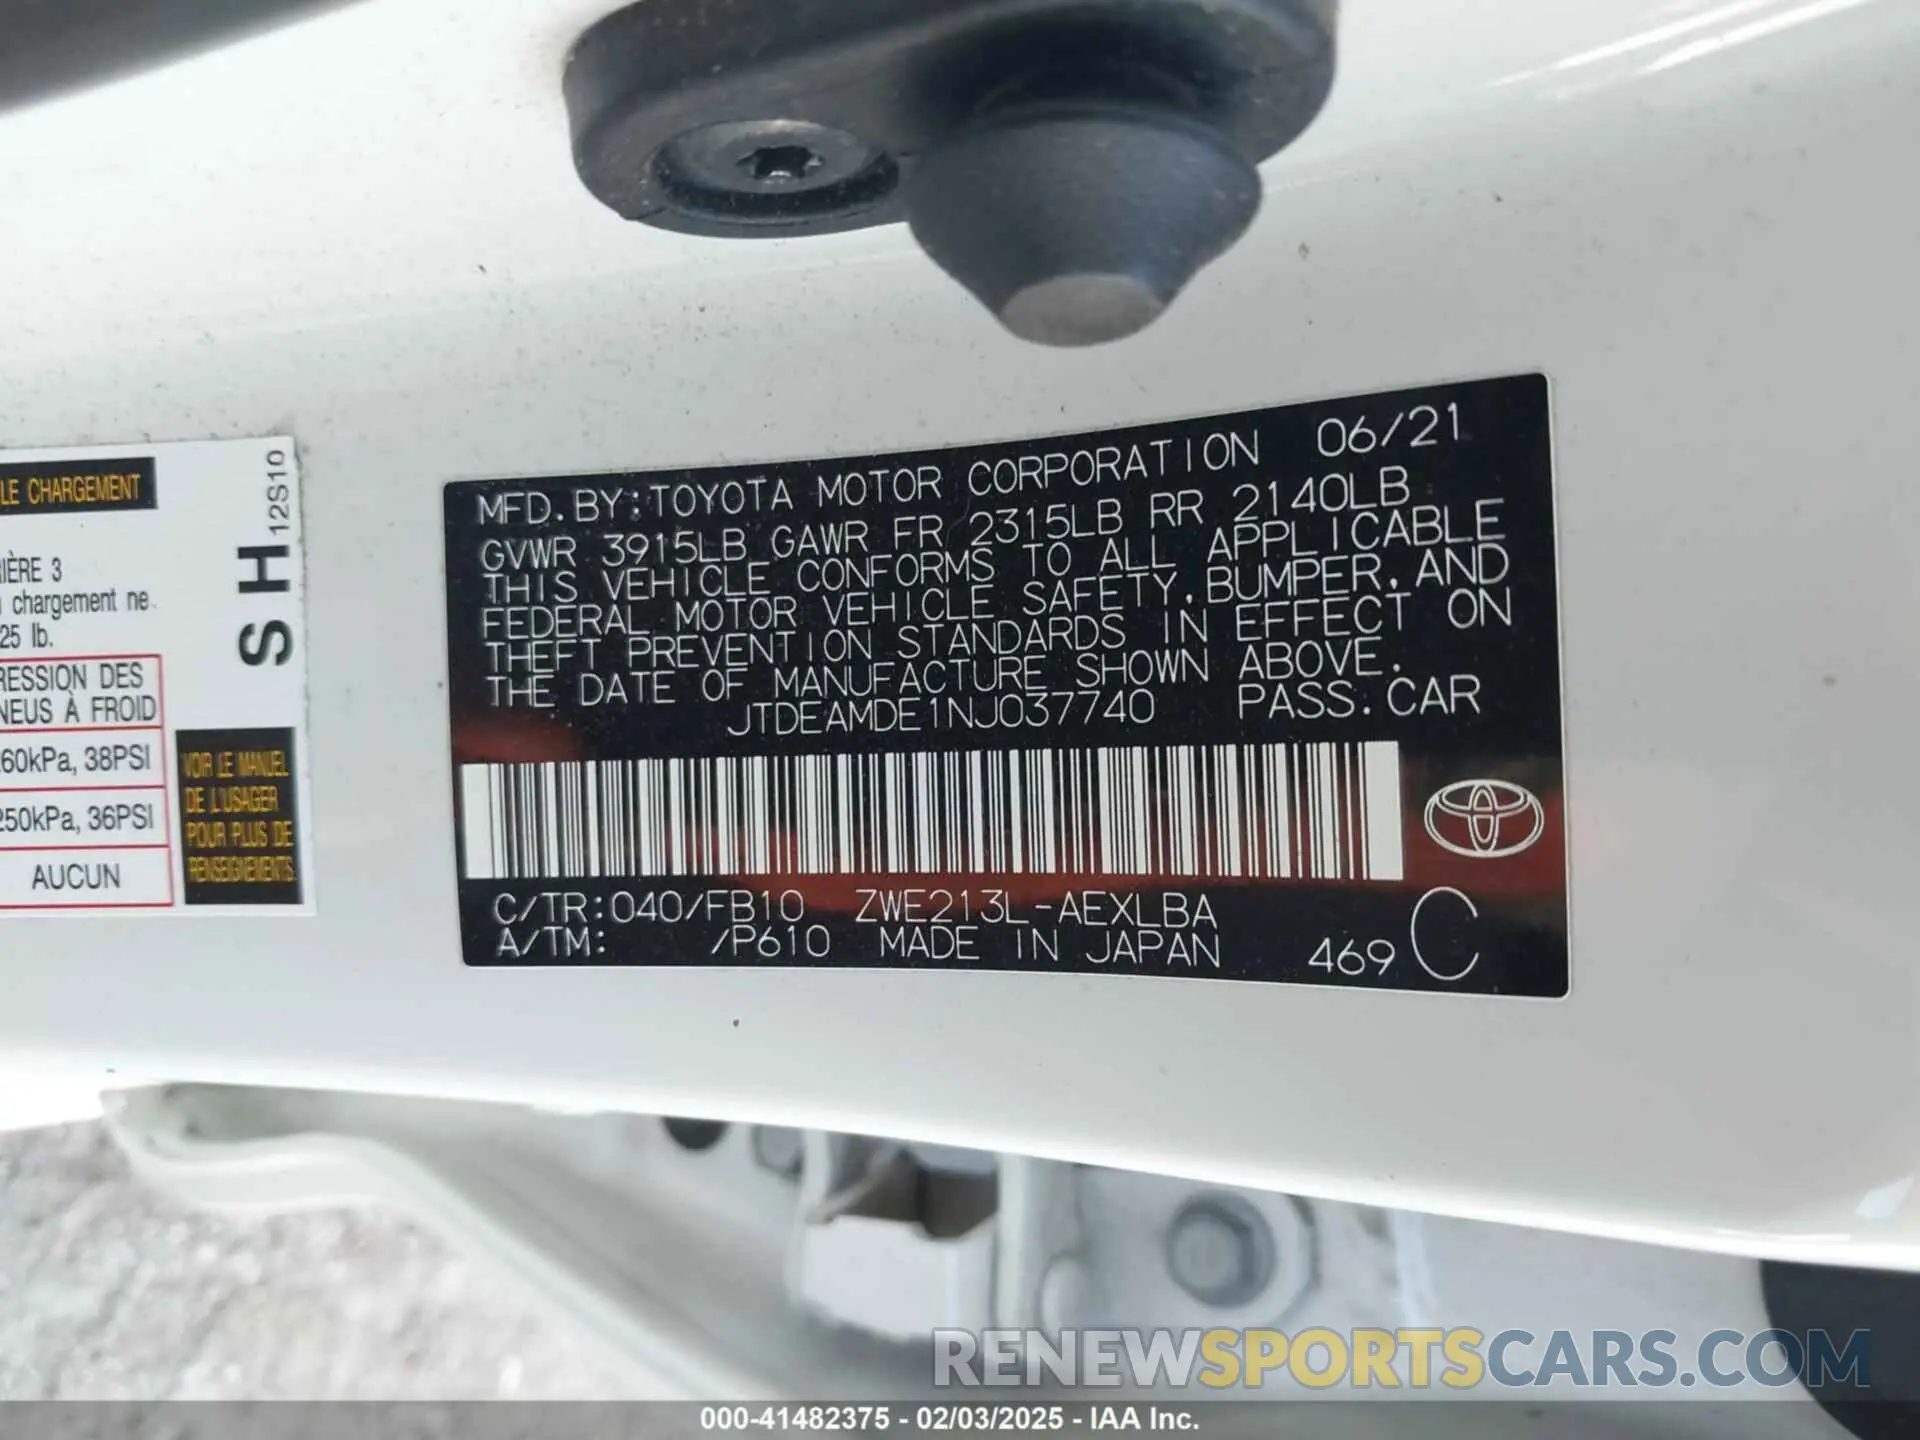 LE CHARGEMENT
IÈRE 3
chargement ne
25 lb.
RESSION DES
NEUS À FROID
60kPa, 38PSI
250kPa, 36PSI
AUCUN
S H 12S10
VOIR LE MANUEL
DE L'USAGER
POUR PLUS DE
RENSEIGNEMENTS
MFD. BY: TOYOTA MOTOR CORPORATION 06/21
GVWR 3915LB GAWR FR 2315LB RR 2140LB
THIS VEHICLE CONFORMS TO ALL APPLICABLE
FEDERAL MOTOR VEHICLE SAFETY, BUMPER, AND
THEFT PREVENTION STANDARDS IN EFFECT ON
THE DATE OF MANUFACTURE SHOWN ABOVE.
JTDEAMDE1NJ037740 PASS. CAR
C/TR: 040/FB10 ZWE213L-AEXLBA
A/TM: /P610 MADE IN JAPAN 469 C
RENEWSPORTSCARS.COM
000-41482375 - 02/03/2025 - IAA Inc.